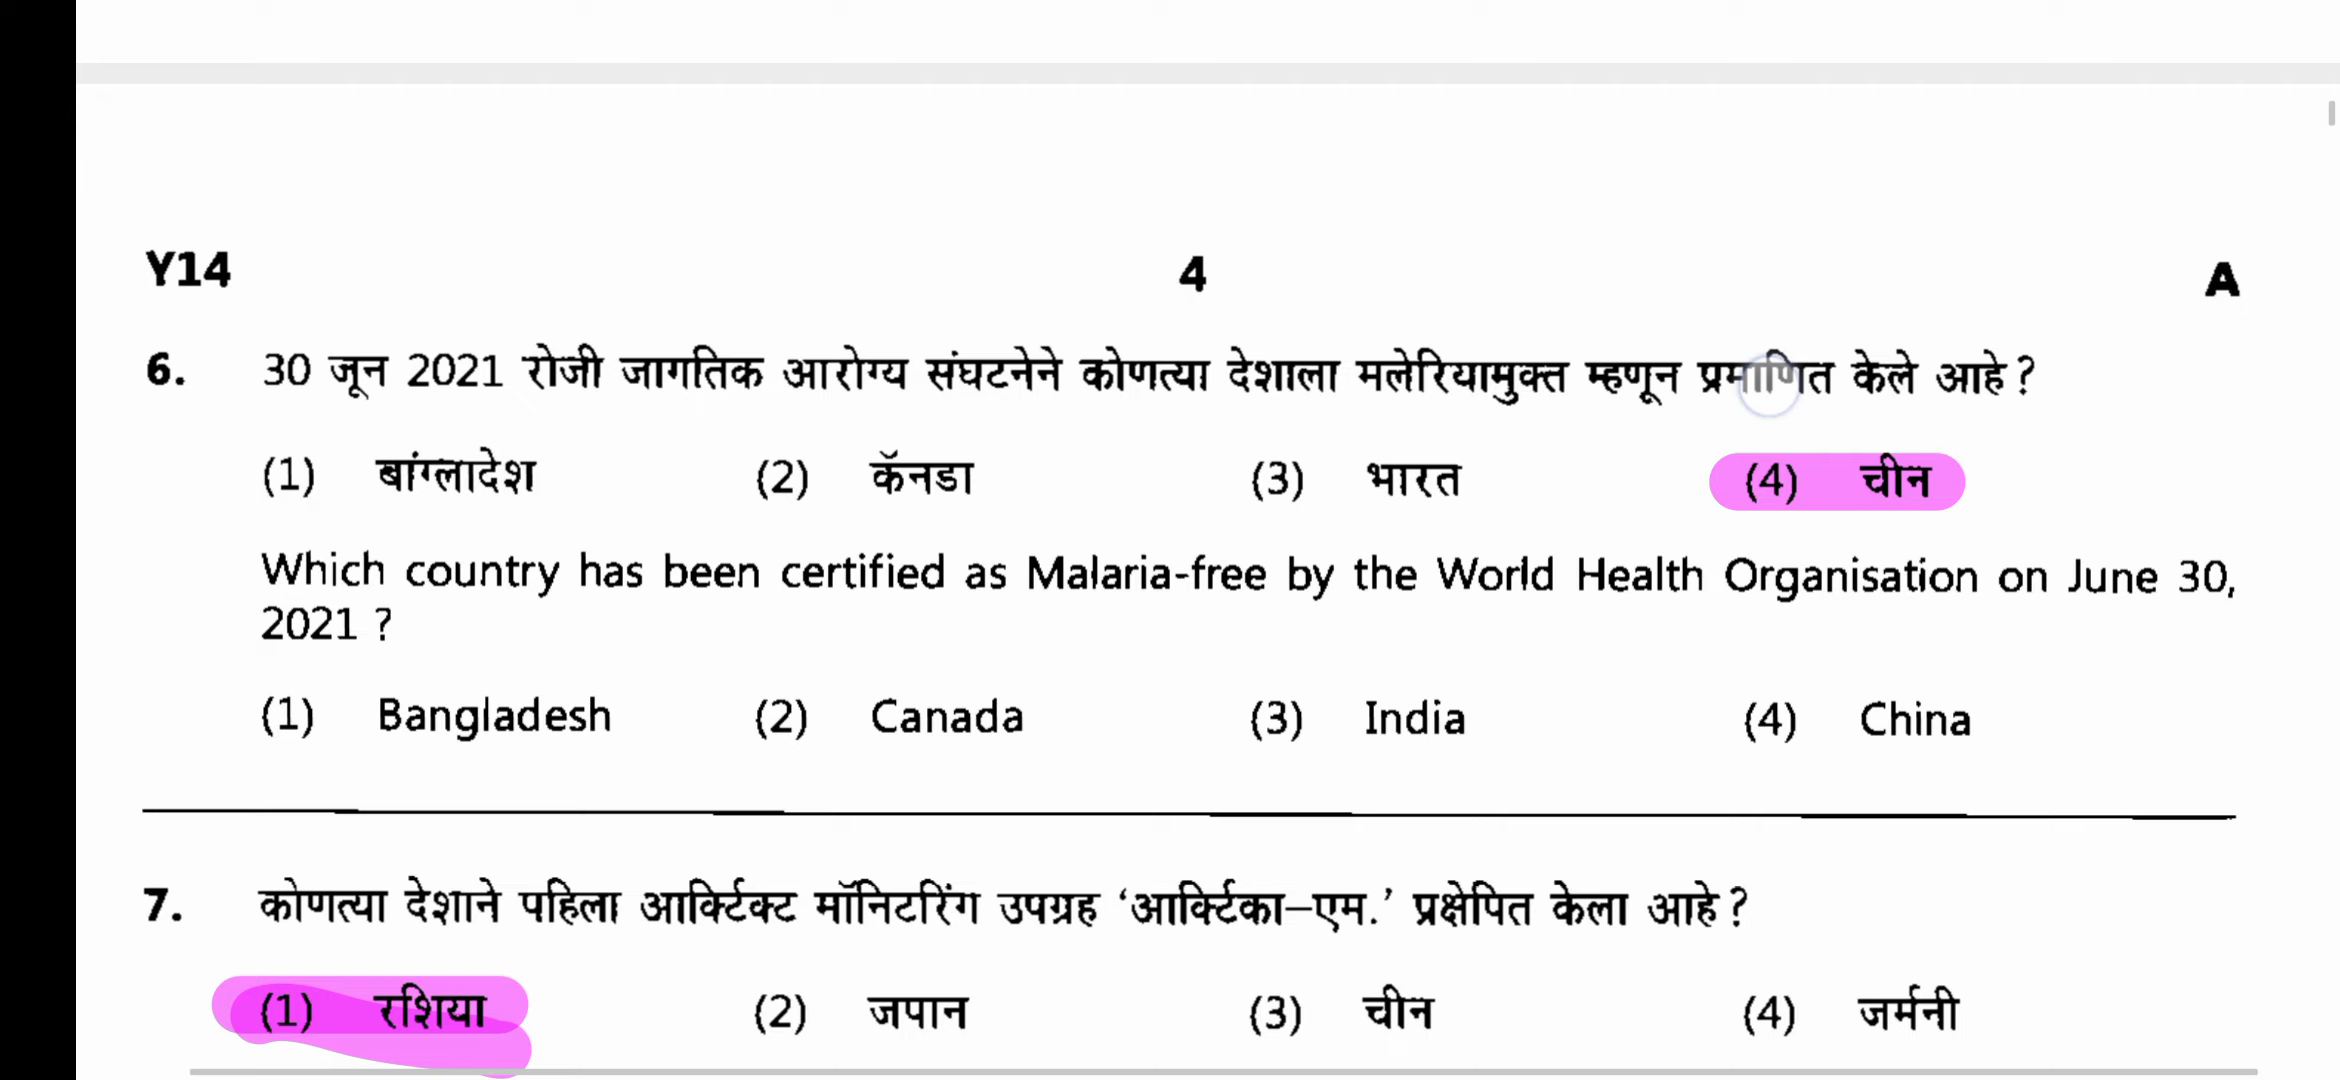 Y14 4 A
6. 30 जून 2021 रोजी जागतिक आरोग्य संघटनेने कोणत्या देशाला मलेरियामुक्त म्हणून प्रमाणित केले आहे ?
(1) बांग्लादेश (2) कॅनडा (3) भारत (4) चीन
Which country has been certified as Malaria-free by the World Health Organisation on June 30,
2021 ?
(1) Bangladesh (2) Canada (3) India (4) China
7. कोणत्या देशाने पहिला आर्क्टिक्ट मॉनिटरिंग उपग्रह ‘आर्क्टिका–एम.’ प्रक्षेपित केला आहे ?
(1) रशिया (2) जपान (3) चीन (4) जर्मनी